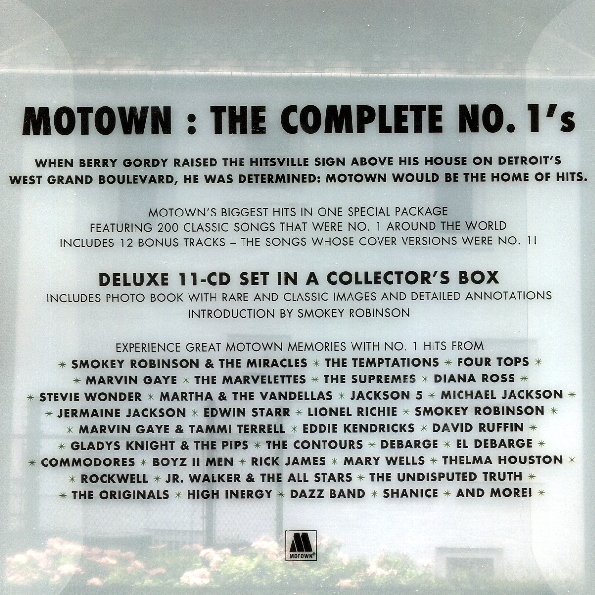 MOTOWN : THE COMPLETE NO. 1's
WHEN BERRY GORDY RAISED THE HITSVILLE SIGN ABOVE HIS HOUSE ON DETROIT'S
WEST GRAND BOULEVARD, HE WAS DETERMINED: MOTOWN WOULD BE THE HOME OF HITS.
MOTOWN'S BIGGEST HITS IN ONE SPECIAL PACKAGE
FEATURING 200 CLASSIC SONGS THAT WERE NO. 1 AROUND THE WORLD
INCLUDES 12 BONUS TRACKS – THE SONGS WHOSE COVER VERSIONS WERE NO. 1!
DELUXE 11-CD SET IN A COLLECTOR'S BOX
INCLUDES PHOTO BOOK WITH RARE AND CLASSIC IMAGES AND DETAILED ANNOTATIONS
INTRODUCTION BY SMOKEY ROBINSON
EXPERIENCE GREAT MOTOWN MEMORIES WITH NO. 1 HITS FROM
* SMOKEY ROBINSON & THE MIRACLES * THE TEMPTATIONS * FOUR TOPS
* MARVIN GAYE * THE MARVELETTES * THE SUPREMES * DIANA ROSS *
* STEVIE WONDER * MARTHA & THE VANDELLAS * JACKSON 5 * MICHAEL JACKSON *
* JERMAINE JACKSON * EDWIN STARR * LIONEL RICHIE * SMOKEY ROBINSON *
* MARVIN GAYE & TAMMI TERRELL * EDDIE KENDRICKS * DAVID RUFFIN *
* GLADYS KNIGHT & THE PIPS * THE CONTOURS * DEBARGE * EL DEBARGE *
* COMMODORES * BOYZ II MEN * RICK JAMES * MARY WELLS * THELMA HOUSTON *
* ROCKWELL * JR. WALKER & THE ALL STARS * THE UNDISPUTED TRUTH *
* THE ORIGINALS * HIGH INERGY * DAZZ BAND * SHANICE * AND MORE! *
M
MOTOWN®